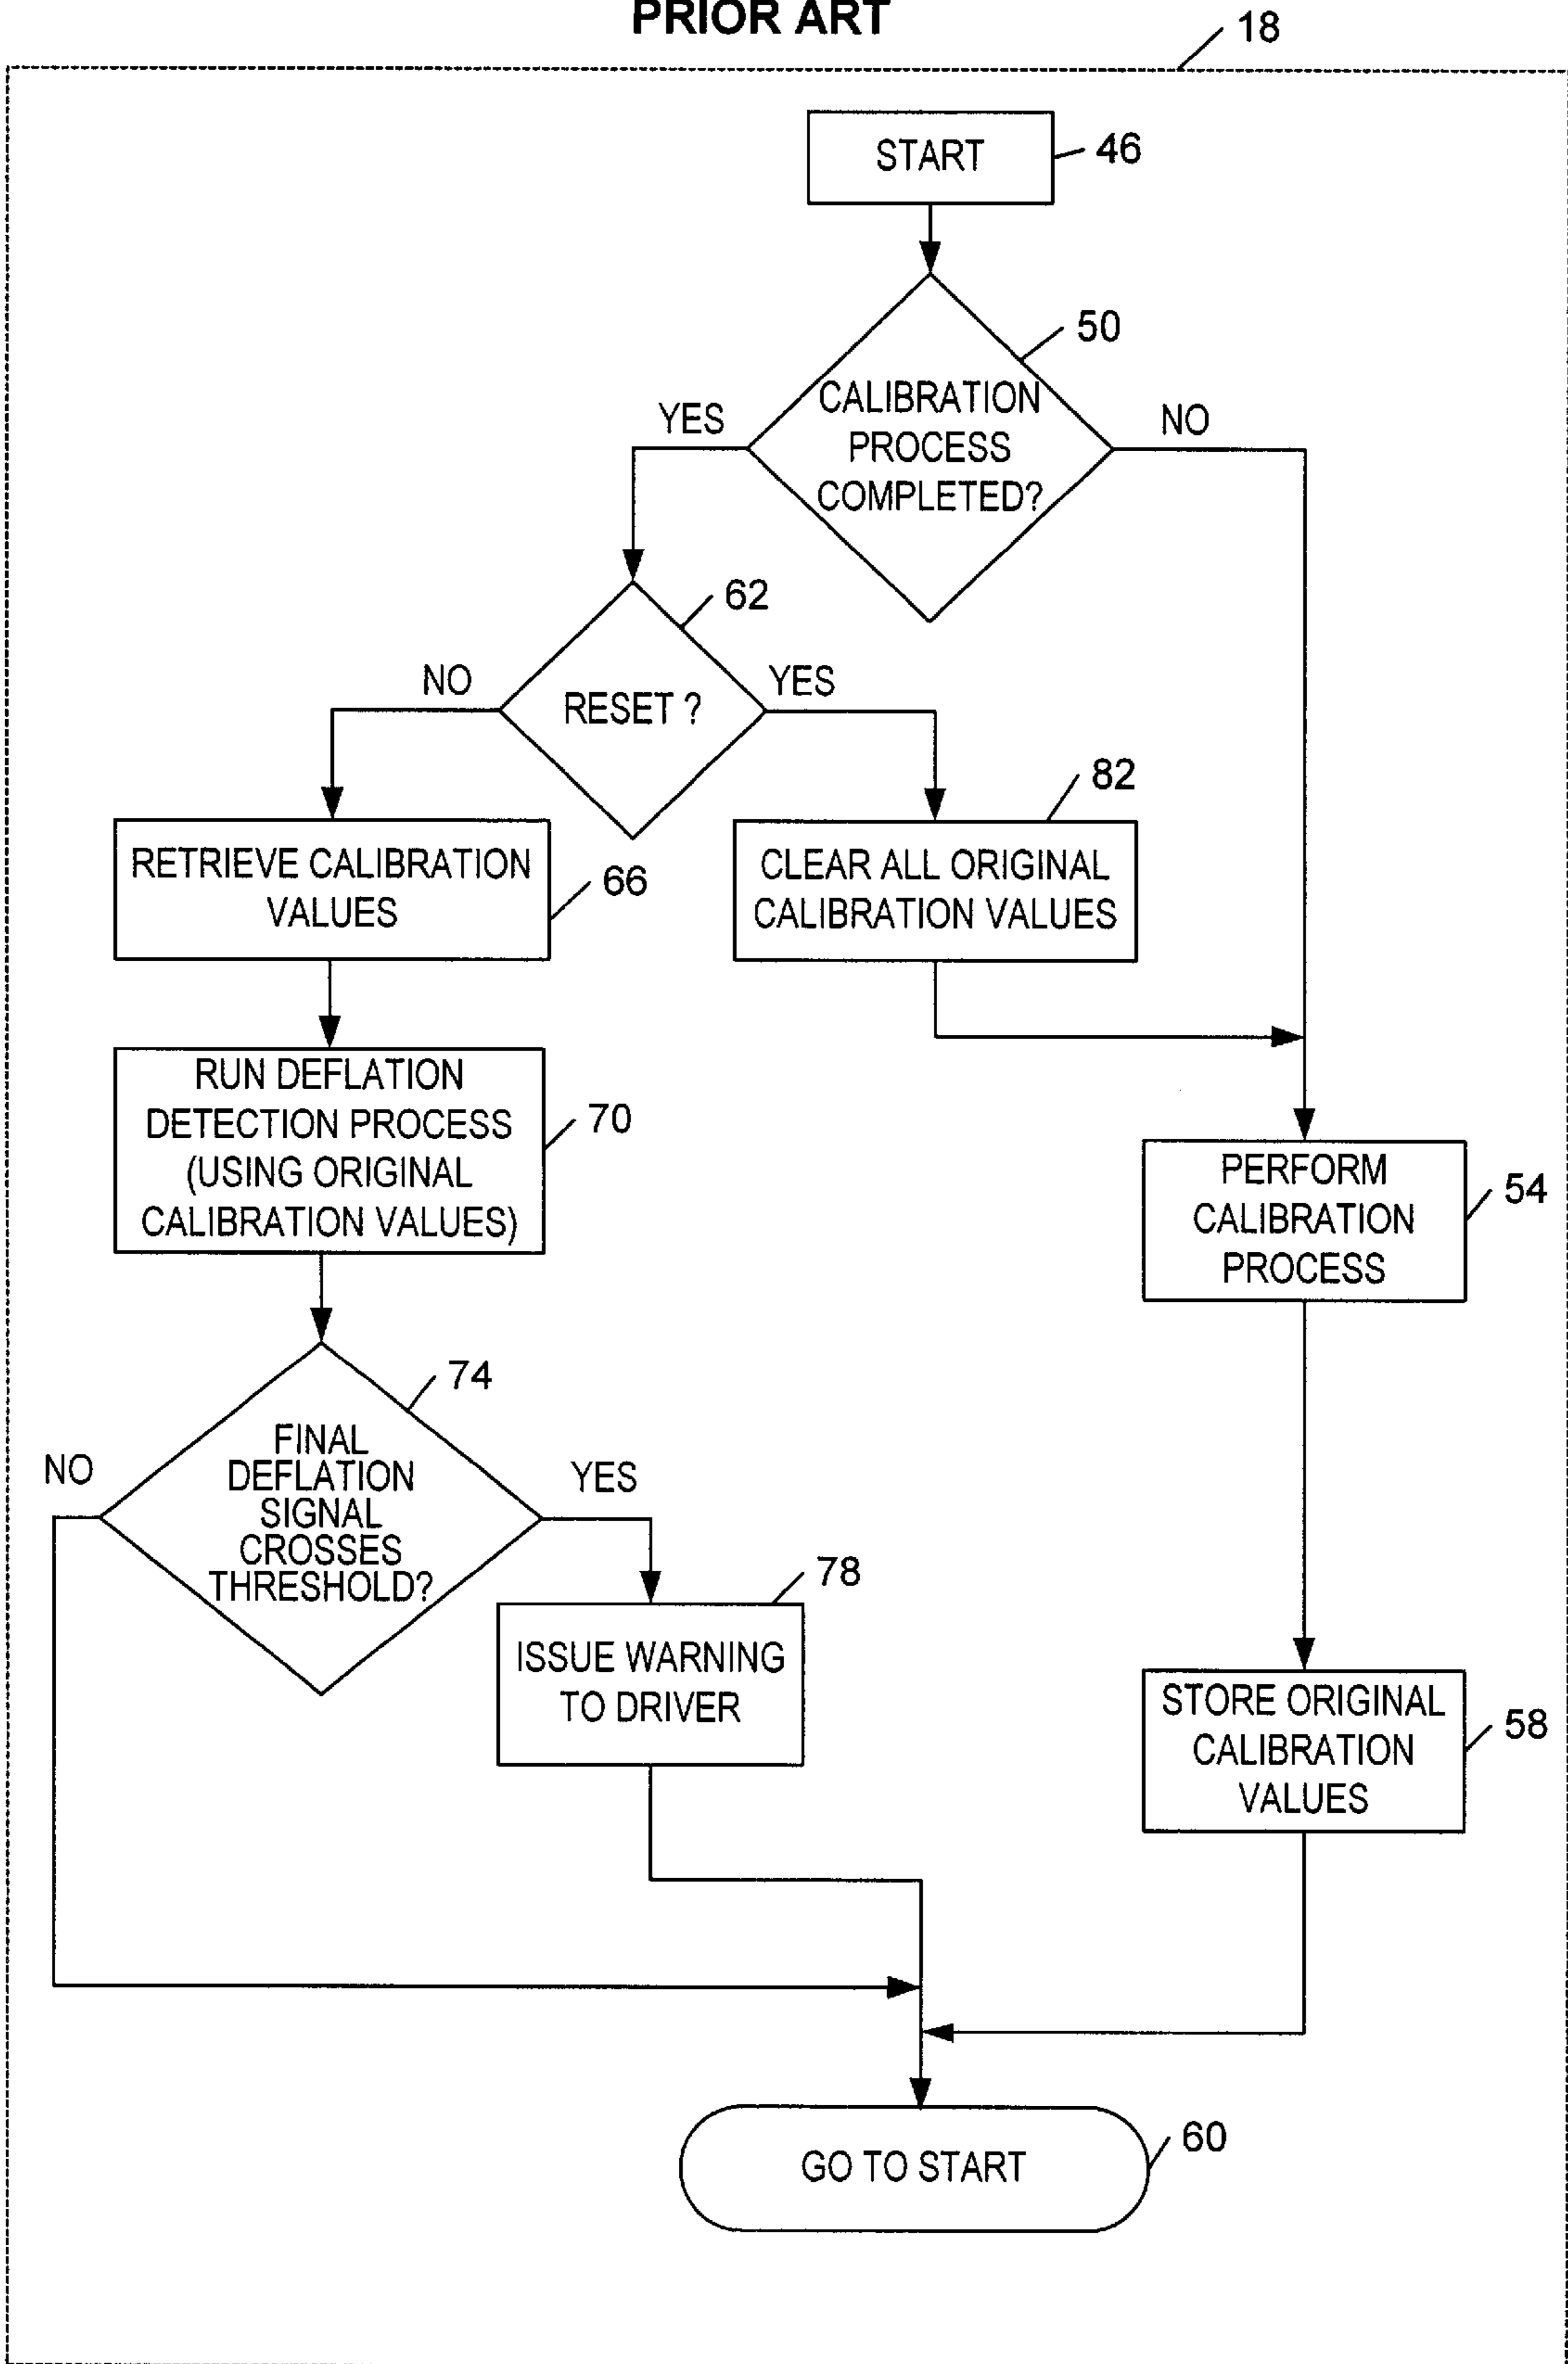 PRIOR ART
18
START
46
50
CALIBRATION
PROCESS
COMPLETED?
YES
NO
62
RESET ?
NO
YES
82
RETRIEVE CALIBRATION
VALUES
66
CLEAR ALL ORIGINAL
CALIBRATION VALUES
RUN DEFLATION
DETECTION PROCESS
(USING ORIGINAL
CALIBRATION VALUES)
70
PERFORM
CALIBRATION
PROCESS
54
74
FINAL
DEFLATION
SIGNAL
CROSSES
THRESHOLD?
NO
YES
78
ISSUE WARNING
TO DRIVER
STORE ORIGINAL
CALIBRATION
VALUES
58
GO TO START
60